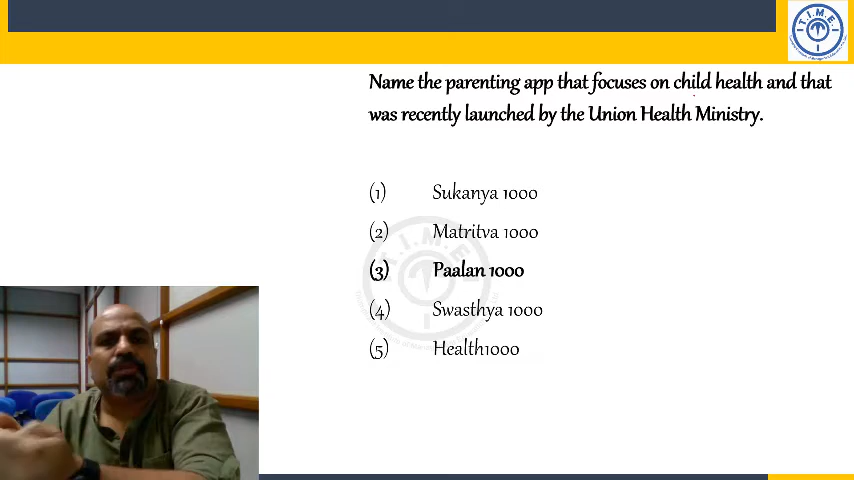 T.I.M.E.
Name the parenting app that focuses on child health and that
was recently launched by the Union Health Ministry.
(1) Sukanya 1000
(2) Matritva 1000
(3) Paalan 1000
(4) Swasthya 1000
(5) Health1000